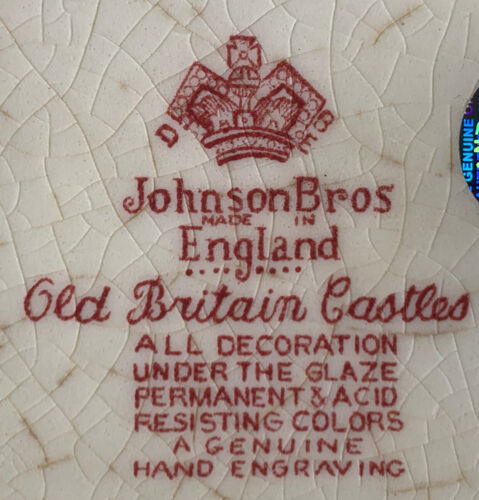 D B
Johnson Bros
MADE IN
England
Old Britain Castles
ALL DECORATION
UNDER THE GLAZE
PERMANENT & ACID
RESISTING COLORS
A GENUINE
HAND ENGRAVING
GENUINE